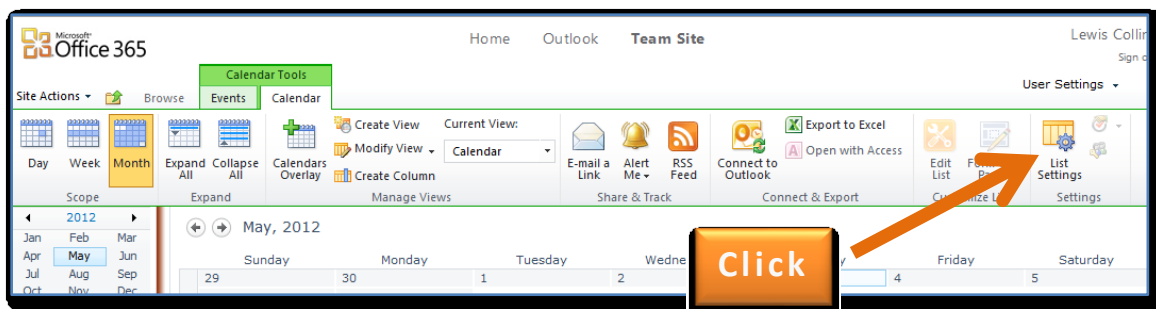 Microsoft®
Office 365
Home Outlook Team Site
Lewis Collin
Sign o
Calendar Tools
User Settings
Site Actions Browse Events Calendar
Create View
Modify View
Create Column
Current View:
Calendar
Export to Excel
Open with Access
Day Week Month Expand All Collapse All Calendars Overlay E-mail a Link Alert Me RSS Feed Connect to Outlook Edit List List Settings
Scope Expand Manage Views Share & Track Connect & Export Settings
2012
Jan Feb Mar
Apr May Jun
Jul Aug Sep
Oct Nov Dec
May, 2012
Sunday Monday Tuesday Wedne y Friday Saturday
29 30 1 2 4 5
Click